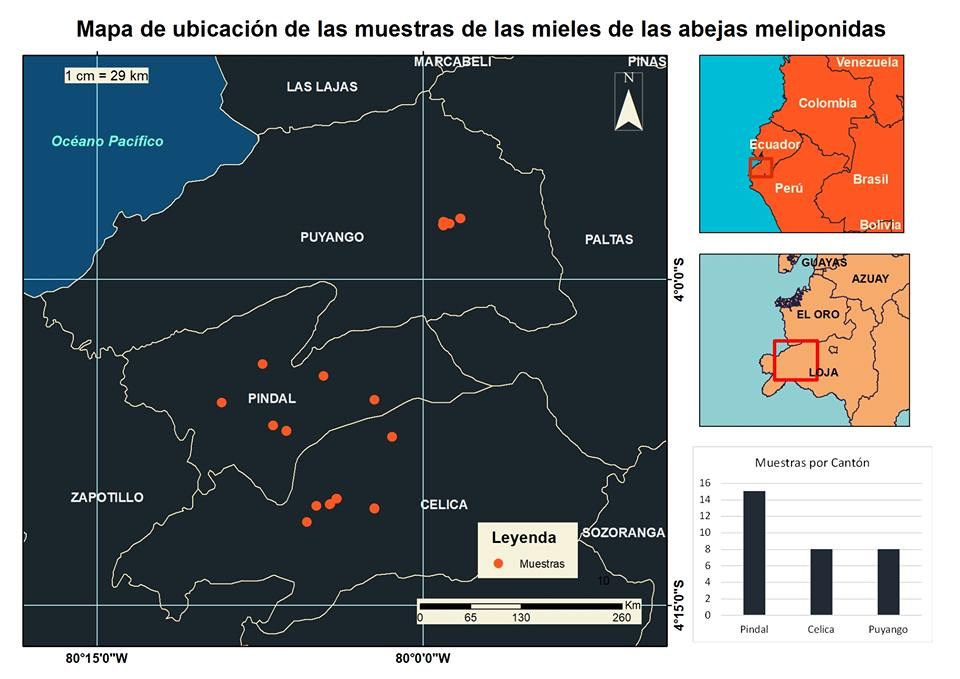 Mapa de ubicación de las muestras de las mieles de las abejas meliponidas
1 cm = 29 km
Océano Pacífico
LAS LAJAS
MARCABELI
PINAS
N
PUYANGO
PALTAS
PINDAL
ZAPOTILLO
CELICA
SOZORANGA
Leyenda
Muestras
10
Km
0 65 130 260
80°15'0"W 80°0'0"W
4°0'0"S
4°15'0"S
Venezuela
Colombia
Ecuador
Perú
Brasil
Bolivia
GUAYAS
AZUAY
EL ORO
LOJA
Muestras por Cantón
16
14
12
10
8
6
4
2
0
Pindal Celica Puyango